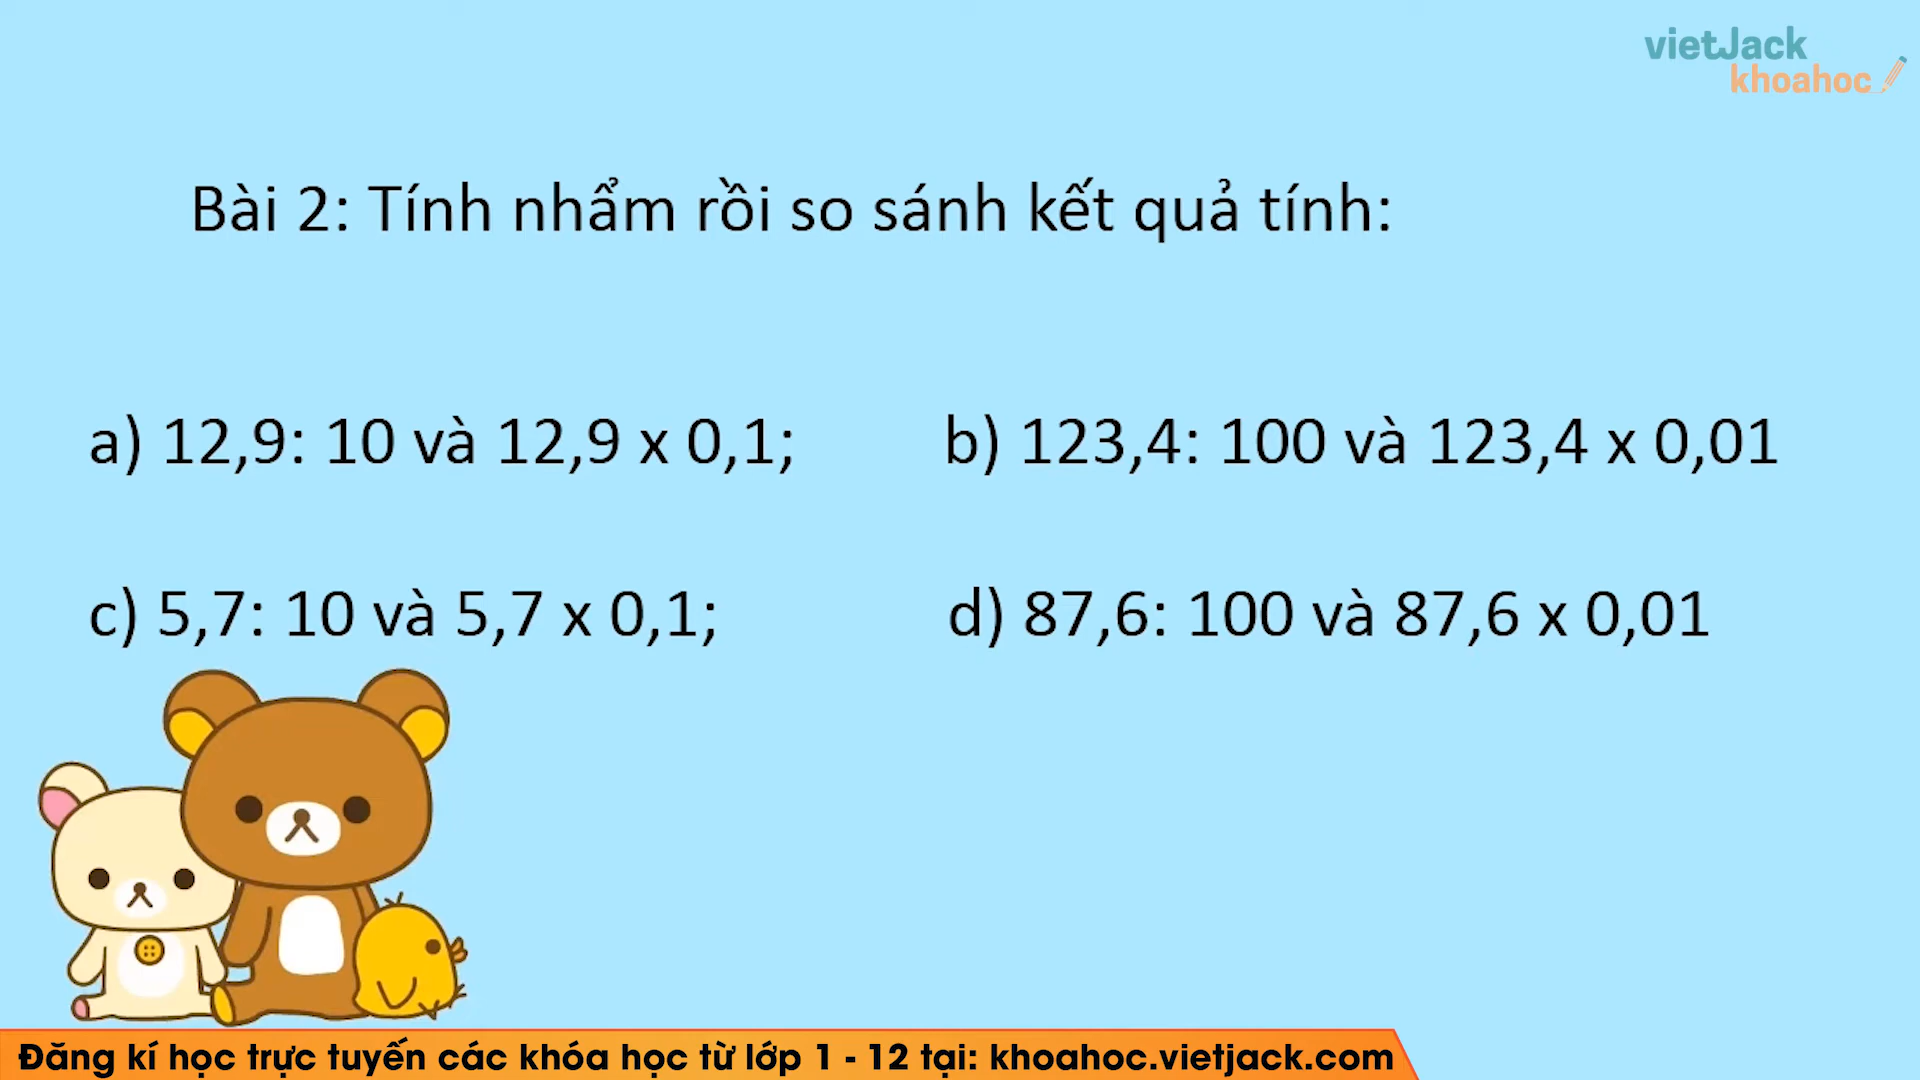 vietJack
khoahoc
Bài 2: Tính nhẩm rồi so sánh kết quả tính:
a) 12,9: 10 và 12,9 x 0,1;
b) 123,4: 100 và 123,4 x 0,01
c) 5,7: 10 và 5,7 x 0,1;
d) 87,6: 100 và 87,6 x 0,01
Đăng kí học trực tuyến các khóa học từ lớp 1 - 12 tại: khoahoc.vietjack.com